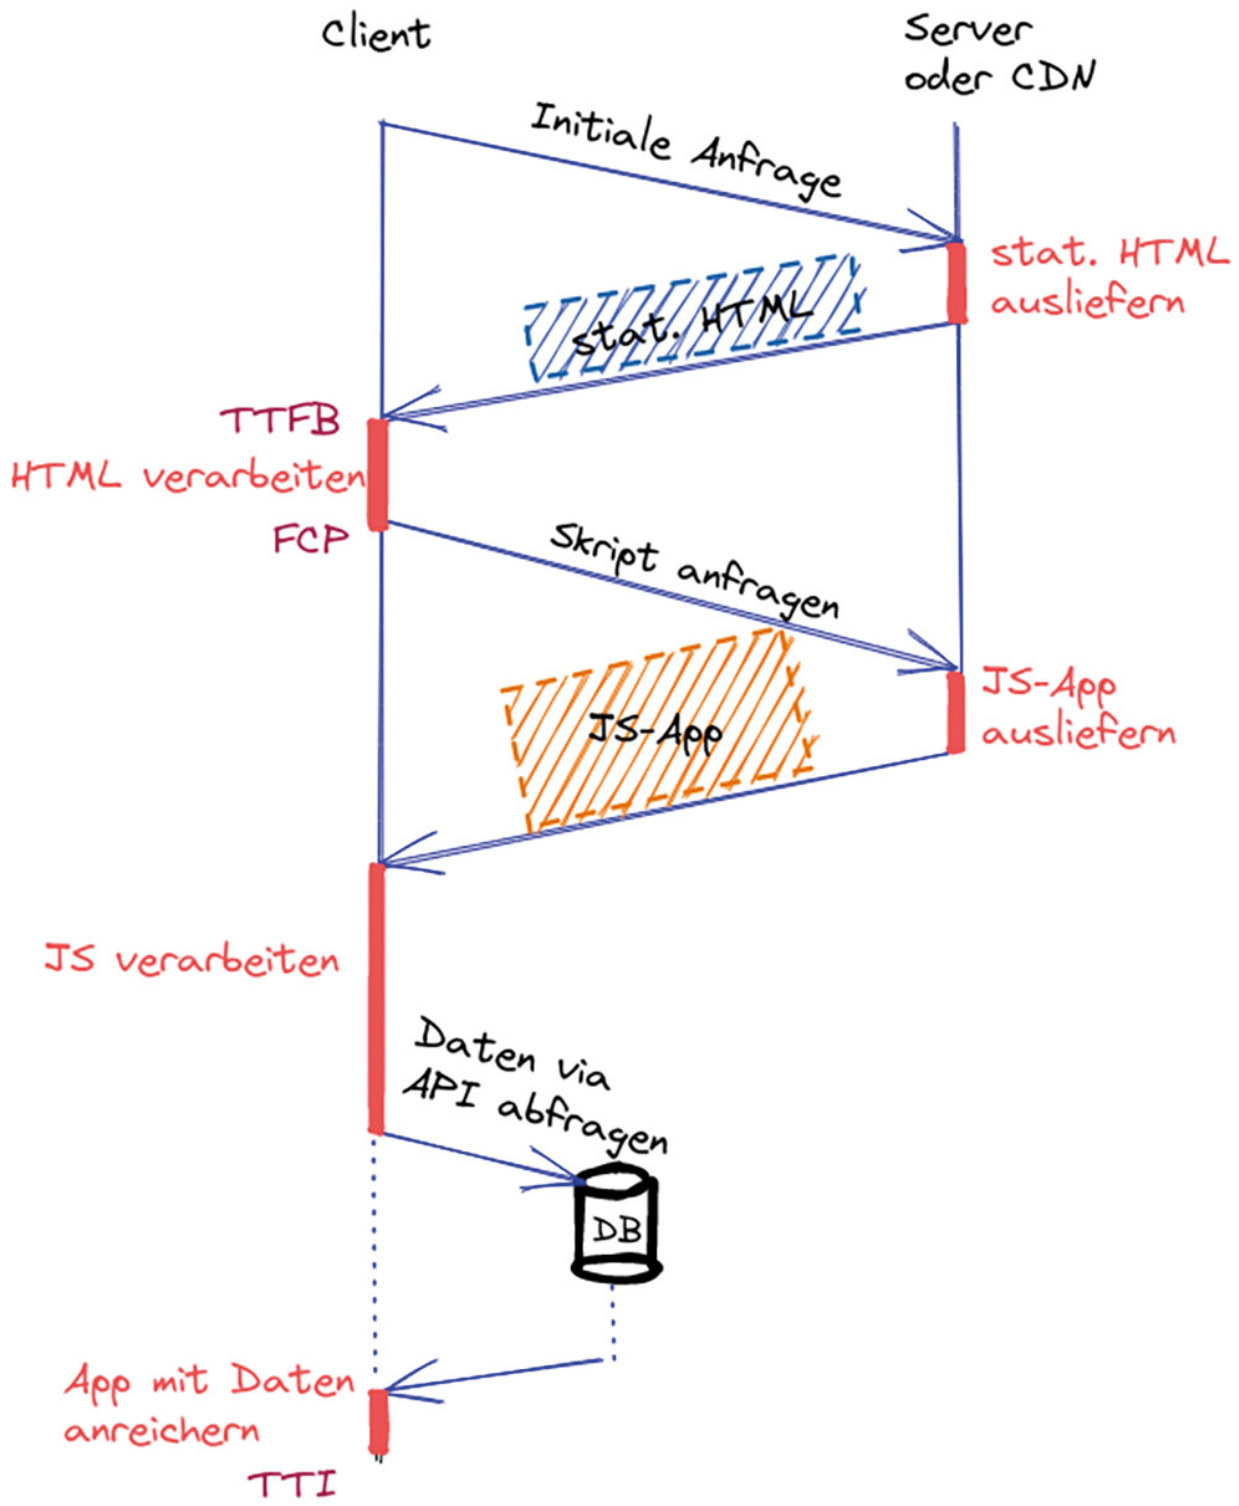 Client
Server
oder CDN
Initiale Anfrage
stat. HTML
ausliefern
stat. HTML
TTFB
HTML verarbeiten
FCP
Skript anfragen
JS-App
ausliefern
JS-App
JS verarbeiten
Daten via
API abfragen
DB
App mit Daten
anreichern
TTI